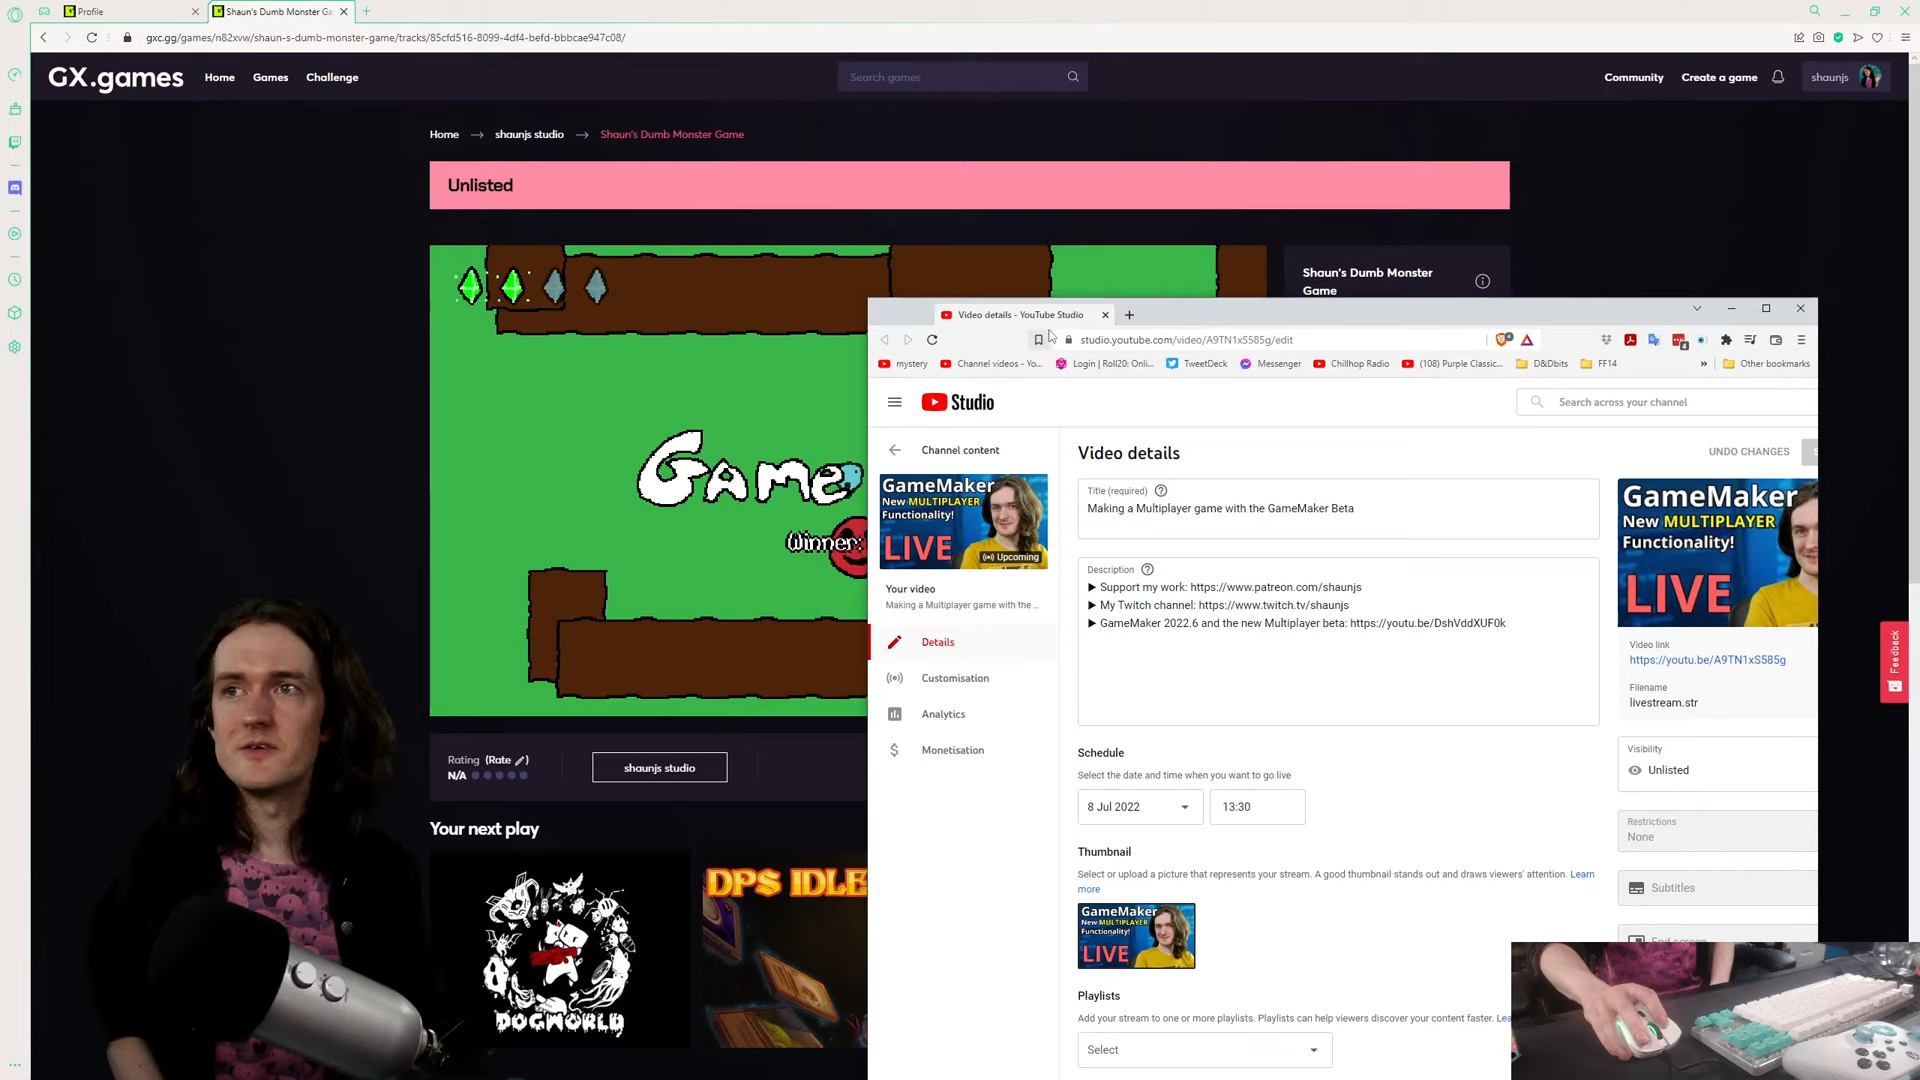 Profile
Shaun's Dumb Monster Ga
gxc.gg/games/n82xvw/shaun-s-dumb-monster-game/tracks/85cfd516-8099-4df4-befd-bbbcae947c08/
GX.games
Home
Games
Challenge
Search games
Community
Create a game
shaunjs
Home → shaunjs studio → Shaun's Dumb Monster Game
Unlisted
Shaun's Dumb Monster
Game
Game
Winner:
Rating (Rate)
N/A
shaunjs studio
Your next play
DOGWORLD
DPS IDLE
Video details - YouTube Studio
studio.youtube.com/video/A9TN1xS585g/edit
mystery
Channel videos - Yo...
Login | Roll20: Onli...
TweetDeck
Messenger
Chillhop Radio
(108) Purple Classic...
D&Dbits
FF14
»
Other bookmarks
Studio
Search across your channel
Channel content
GameMaker
New MULTIPLAYER
Functionality!
LIVE
Upcoming
Your video
Making a Multiplayer game with the ...
Details
Customisation
Analytics
Monetisation
Video details
UNDO CHANGES
Title (required)
Making a Multiplayer game with the GameMaker Beta
Description
▶ Support my work: https://www.patreon.com/shaunjs
▶ My Twitch channel: https://www.twitch.tv/shaunjs
▶ GameMaker 2022.6 and the new Multiplayer beta: https://youtu.be/DshVddXUF0k
Schedule
Select the date and time when you want to go live
8 Jul 2022
13:30
Thumbnail
Select or upload a picture that represents your stream. A good thumbnail stands out and draws viewers' attention. Learn
more
GameMaker
New MULTIPLAYER
Functionality!
LIVE
Playlists
Add your stream to one or more playlists. Playlists can help viewers discover your content faster. Lea
Select
GameMaker
New MULTIPLAYER
Functionality!
LIVE
Video link
https://youtu.be/A9TN1xS585g
Filename
livestream.str
Visibility
Unlisted
Restrictions
None
Subtitles
End screen
Feedback